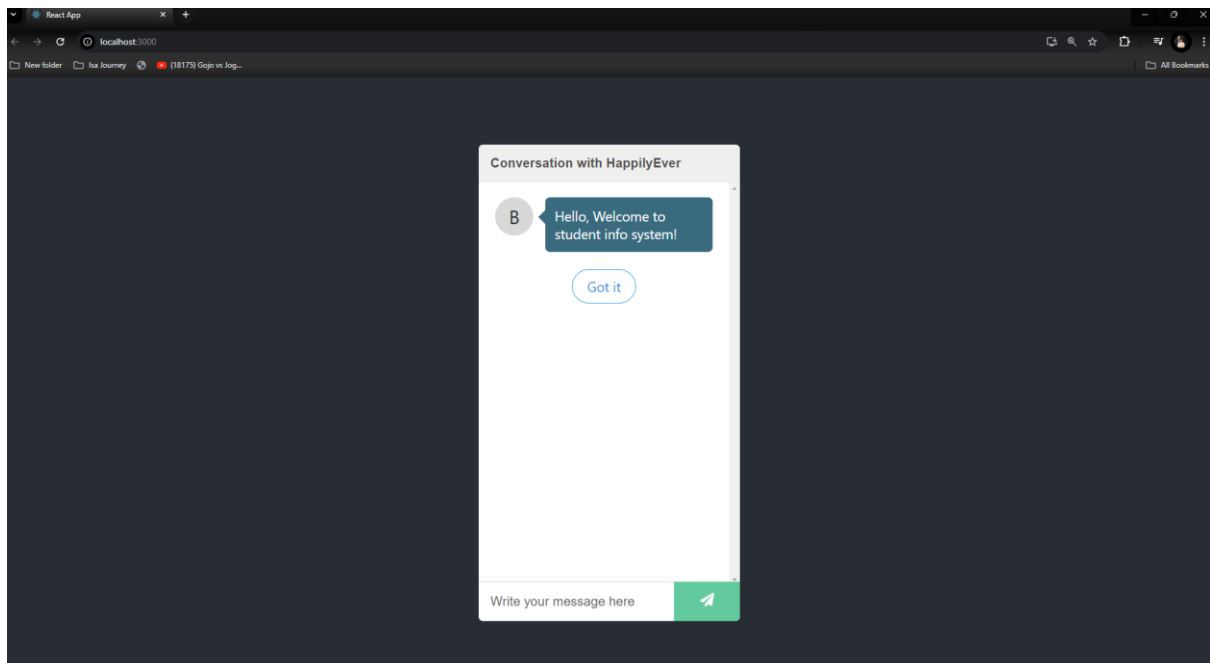 React App
localhost:3000
New folder Isa Journey (18175) Gojo vs Jog... All Bookmarks
Conversation with HappilyEver
B
Hello, Welcome to
student info system!
Got it
Write your message here